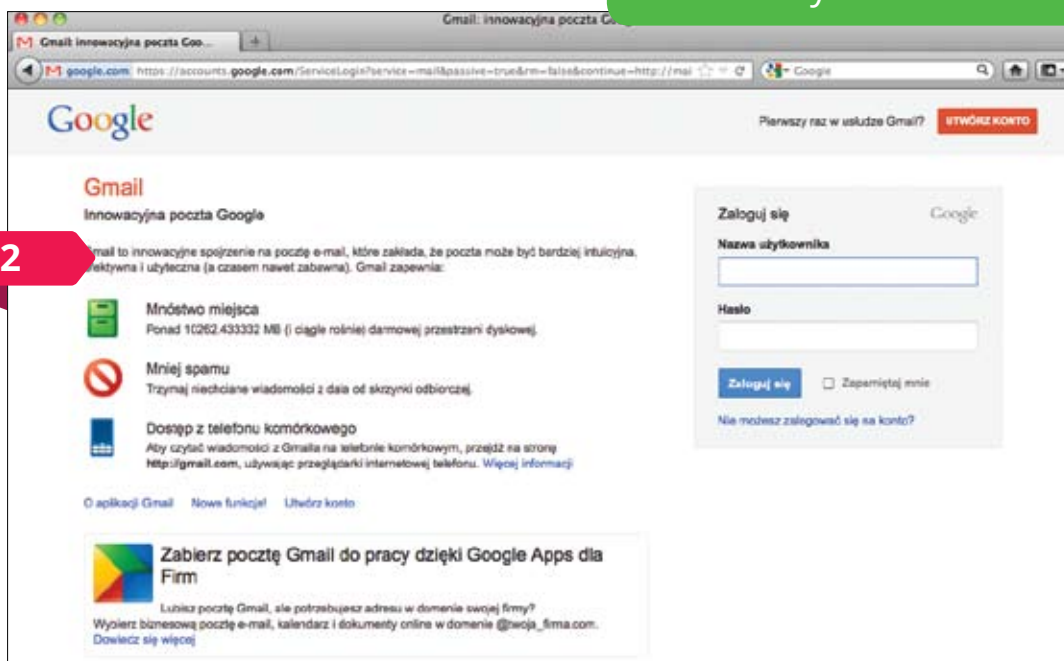 Gmail: innowacyjna poczta
Gmail: innowacyjna poczta Goo...
google.com https://accounts.google.com/ServiceLogin?service=mail&passive=true&rm=false&continue=http://mai
Google
Google
Pierwszy raz w usłudze Gmail?
UTWÓRZ KONTO
Gmail
Innowacyjna poczta Google
2
Gmail to innowacyjne spojrzenie na pocztę e-mail, które zakłada, że poczta może być bardziej intuicyjna,
efektywna i użyteczna (a czasem nawet zabawna). Gmail zapewnia:
Mnóstwo miejsca
Ponad 10262.433332 MB (i ciągle rośnie) darmowej przestrzeni dyskowej.
Mniej spamu
Trzymaj niechciane wiadomości z dala od skrzynki odbiorczej.
Dostęp z telefonu komórkowego
Aby czytać wiadomości z Gmaila na telefonie komórkowym, przejdź na stronę
http://gmail.com, używając przeglądarki internetowej telefonu. Więcej informacji
O aplikacji Gmail Nowe funkcje! Utwórz konto
Zabierz pocztę Gmail do pracy dzięki Google Apps dla
Firm
Lubisz pocztę Gmail, ale potrzebujesz adresu w domenie swojej firmy?
Wybierz biznesową pocztę e-mail, kalendarz i dokumenty online w domenie @twoja_firma.com.
Dowiedz się więcej
Zaloguj się Google
Nazwa użytkownika
Hasło
Zaloguj się
Zapamiętaj mnie
Nie możesz zalogować się na konto?